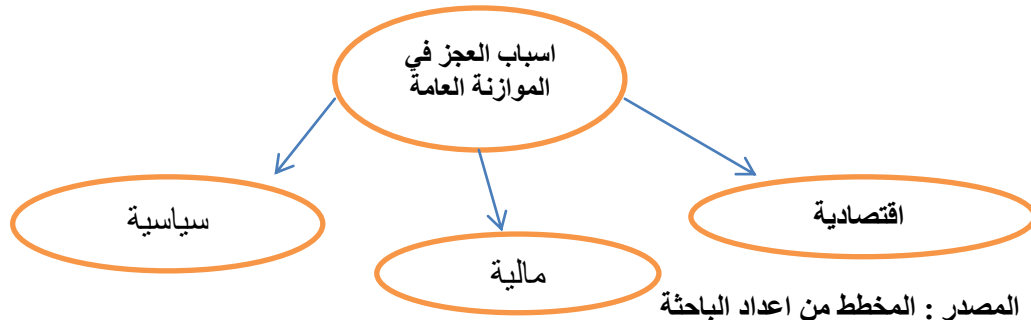 اسباب العجز في
الموازنة العامة
اقتصادية
مالية
سياسية
المصدر : المخطط من اعداد الباحثة